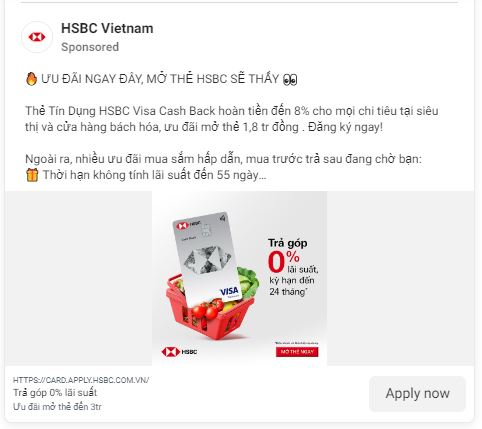 HSBC Vietnam
Sponsored
🔥 ƯU ĐÃI NGAY ĐÂY, MỞ THẺ HSBC SẼ THẤY 👀
Thẻ Tín Dụng HSBC Visa Cash Back hoàn tiền đến 8% cho mọi chi tiêu tại siêu
thị và cửa hàng bách hóa, ưu đãi mở thẻ 1,8 tr đồng . Đăng ký ngay!
Ngoài ra, nhiều ưu đãi mua sắm hấp dẫn, mua trước trả sau đang chờ bạn:
🎁 Thời hạn không tính lãi suất đến 55 ngày...
HSBC
VISA
Trả góp
0%
lãi suất,
kỳ hạn đến
24 tháng*
MỞ THẺ NGAY
HSBC
HTTPS://CARD.APPLY.HSBC.COM.VN/
Trả góp 0% lãi suất
Ưu đãi mở thẻ đến 3tr
Apply now